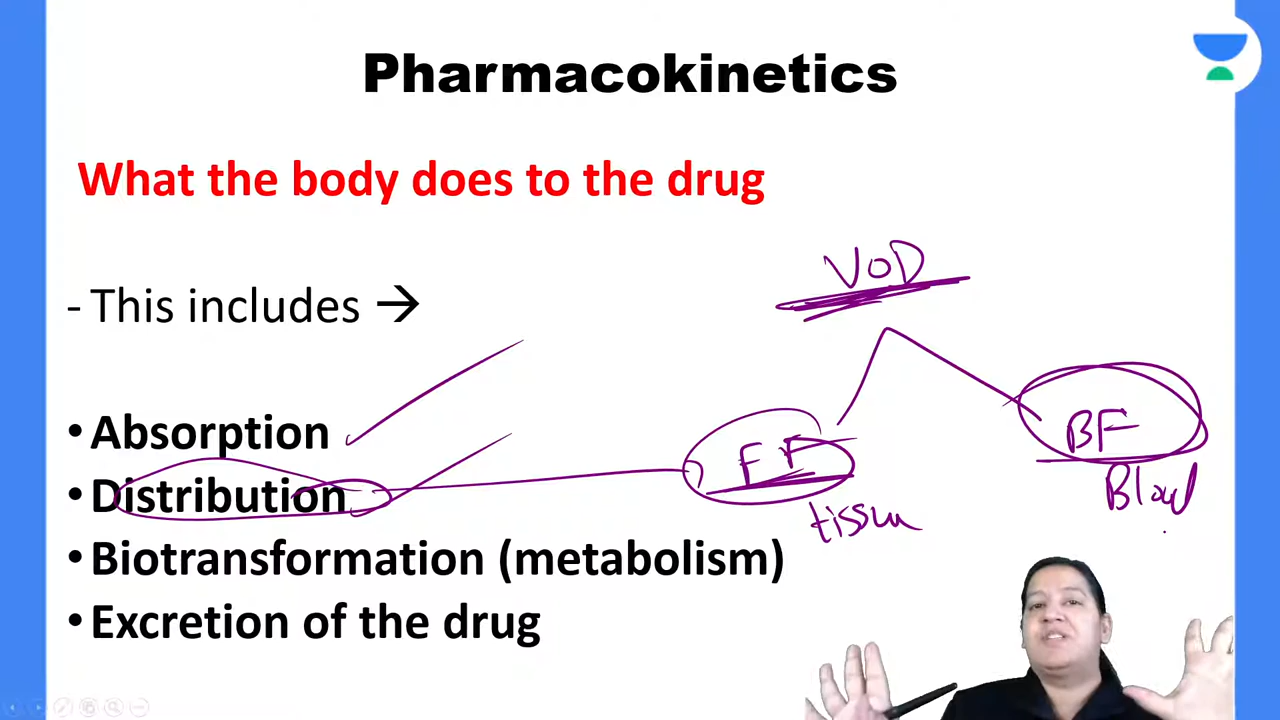 Pharmacokinetics
What the body does to the drug
VOD
- This includes →
• Absorption
BF
FF
Blood
• Distribution
tissue
• Biotransformation (metabolism)
• Excretion of the drug